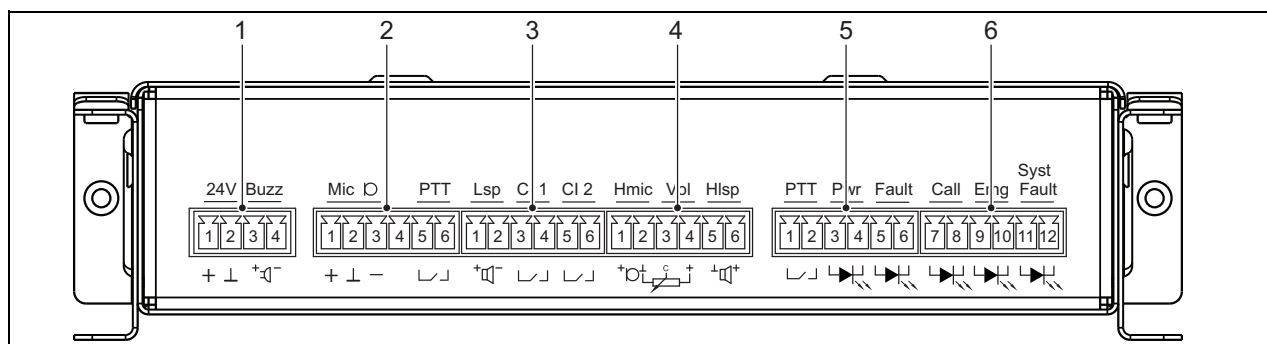 1 2 3 4 5 6
Syst
24V Buzz Mic PTT Lsp CI 1 CI 2 Hmic Vol Hlsp PTT Pwr Fault Call Emg Fault
1 2 3 4 1 2 3 4 5 6 1 2 3 4 5 6 1 2 3 4 5 6 1 2 3 4 5 6 7 8 9 10 11 12
+ ⊥ + - + ⊥ - + - + ⊥ c + ⊥ +